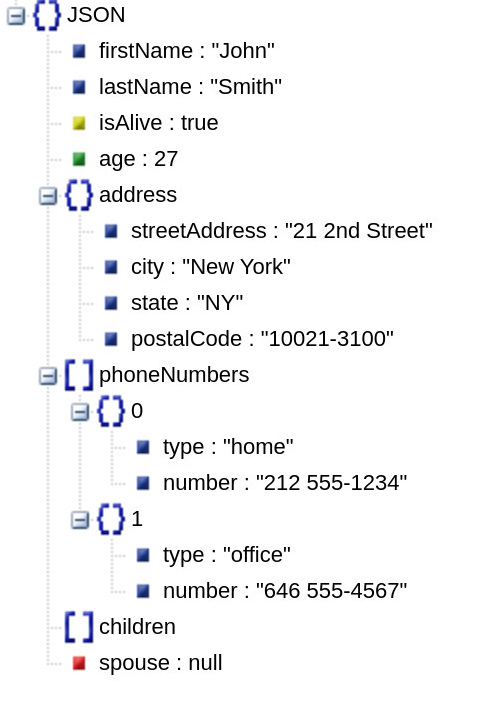 JSON
firstName : "John"
lastName : "Smith"
isAlive : true
age : 27
address
streetAddress : "21 2nd Street"
city : "New York"
state : "NY"
postalCode : "10021-3100"
phoneNumbers
0
type : "home"
number : "212 555-1234"
1
type : "office"
number : "646 555-4567"
children
spouse : null